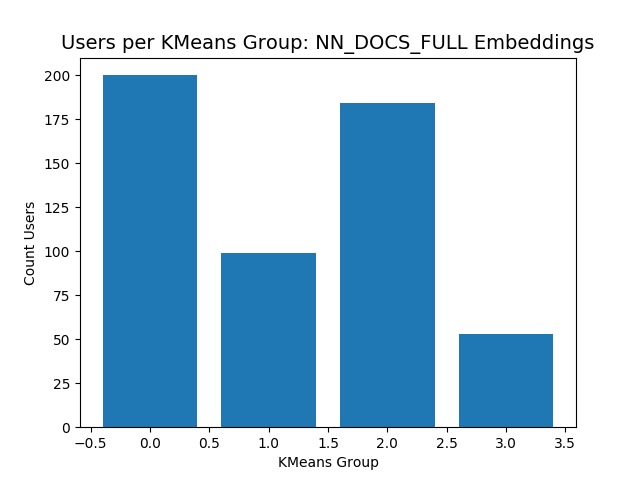 Users per KMeans Group: NN_DOCS_FULL Embeddings
200
175
150
125
100
75
50
25
0
Count Users
−0.5 0.0 0.5 1.0 1.5 2.0 2.5 3.0 3.5
KMeans Group